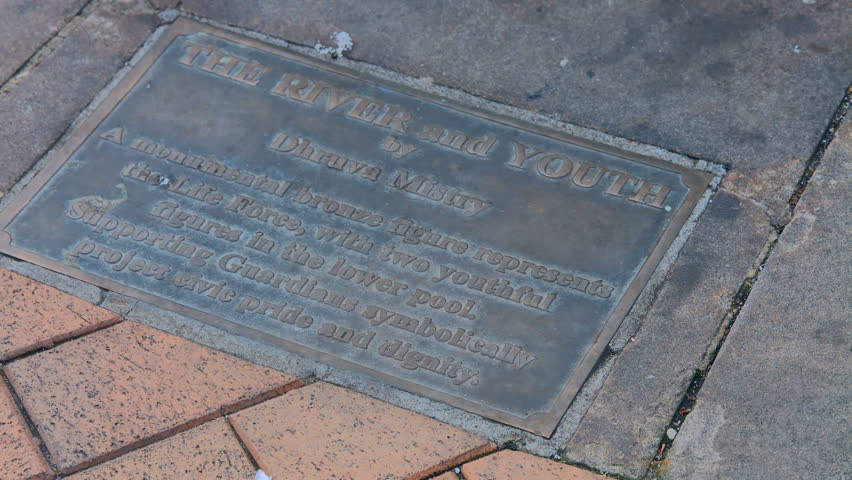 THE RIVER and YOUTH
by
Dhruva Mistry
A monumental bronze figure represents
the Life Force, with two youthful
figures in the lower pool.
Supporting Guardians symbolically
project civic pride and dignity.